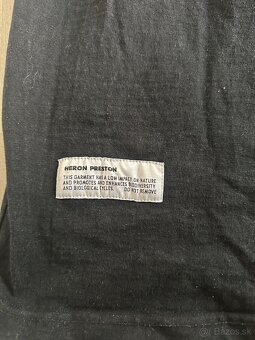 HERON PRESTON
THIS GARMENT HAS A LOW IMPACT ON NATURE
AND PROMOTES AND ENHANCES BIODIVERSITY
AND BIOLOGICAL CYCLES. DO NOT REMOVE
bazos.sk